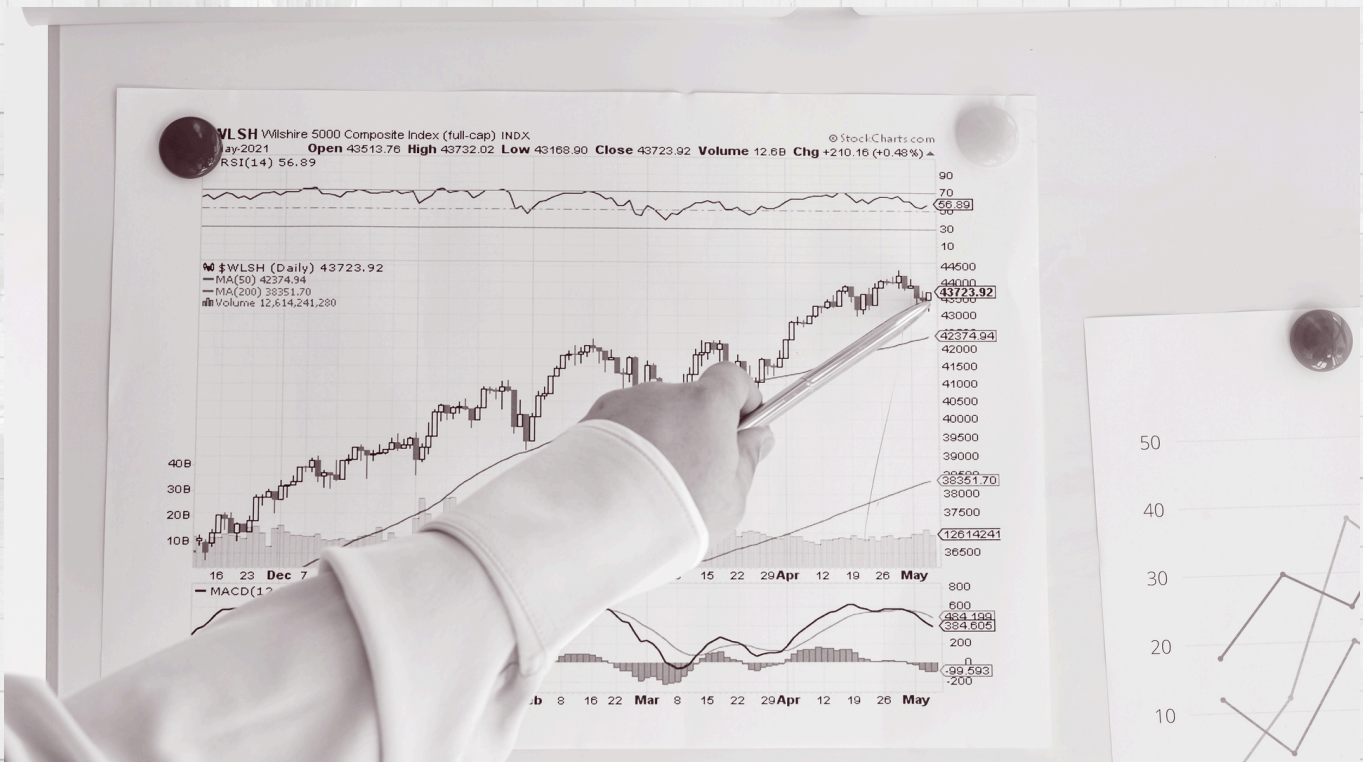 WLSH Wilshire 5000 Composite Index (full-cap) INDX
© StockCharts.com
ay-2021 Open 43513.76 High 43732.02 Low 43168.90 Close 43723.92 Volume 12.6B Chg +210.16 (+0.48%)
RSI(14) 56.89
90
70
56.89
50
30
10
$WLSH (Daily) 43723.92
MA(50) 42374.94
MA(200) 38351.70
Volume 12,614,241,280
44500
44000
43723.92
43500
43000
42374.94
42000
41500
41000
40500
40000
39500
39000
38351.70
38000
37500
12614241
36500
40B
30B
20B
10B
16 23 Dec 7 15 22 29 Apr 12 19 26 May
MACD(12
800
600
484.199
384.605
200
0
-99.593
-200
b 8 16 22 Mar 8 15 22 29 Apr 12 19 26 May
50
40
30
20
10